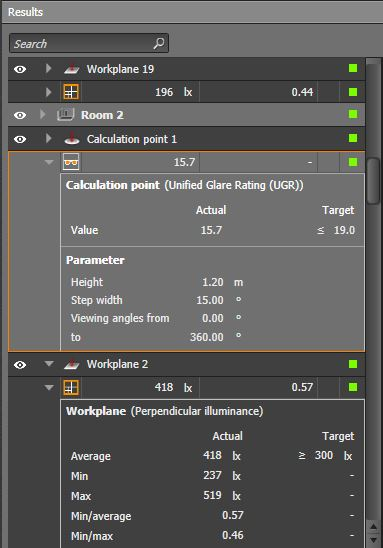 Results
Search
Workplane 19
196 lx 0.44
Room 2
Calculation point 1
15.7 -
Calculation point (Unified Glare Rating (UGR))
Actual Target
Value 15.7 ≤ 19.0
Parameter
Height 1.20 m
Step width 15.00 °
Viewing angles from 0.00 °
to 360.00 °
Workplane 2
418 lx 0.57
Workplane (Perpendicular illuminance)
Actual Target
Average 418 lx ≥ 300 lx
Min 237 lx -
Max 519 lx -
Min/average 0.57 -
Min/max 0.46 -